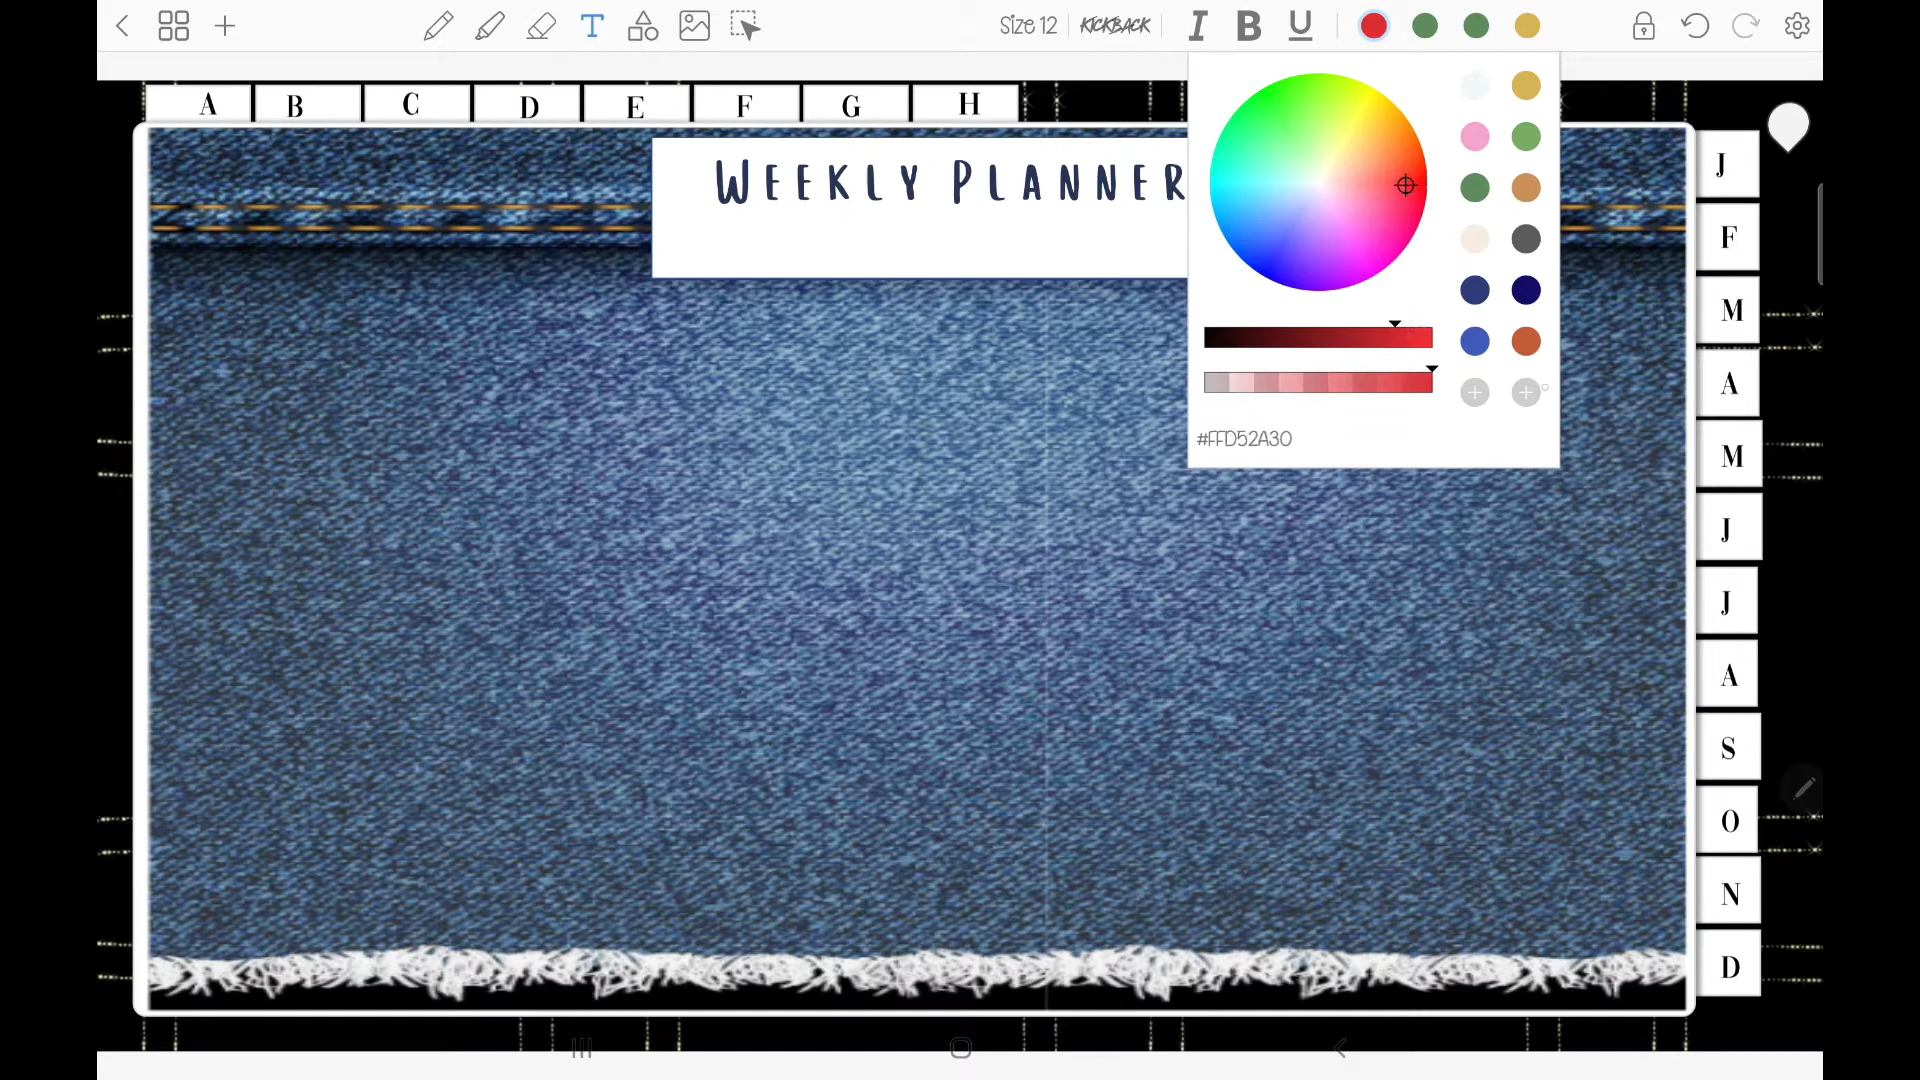 Size 12 KICKBACK I B U
A B C D E F G H
WEEKLY PLANNER
#FFD52A30
J
F
M
A
M
J
J
A
S
O
N
D